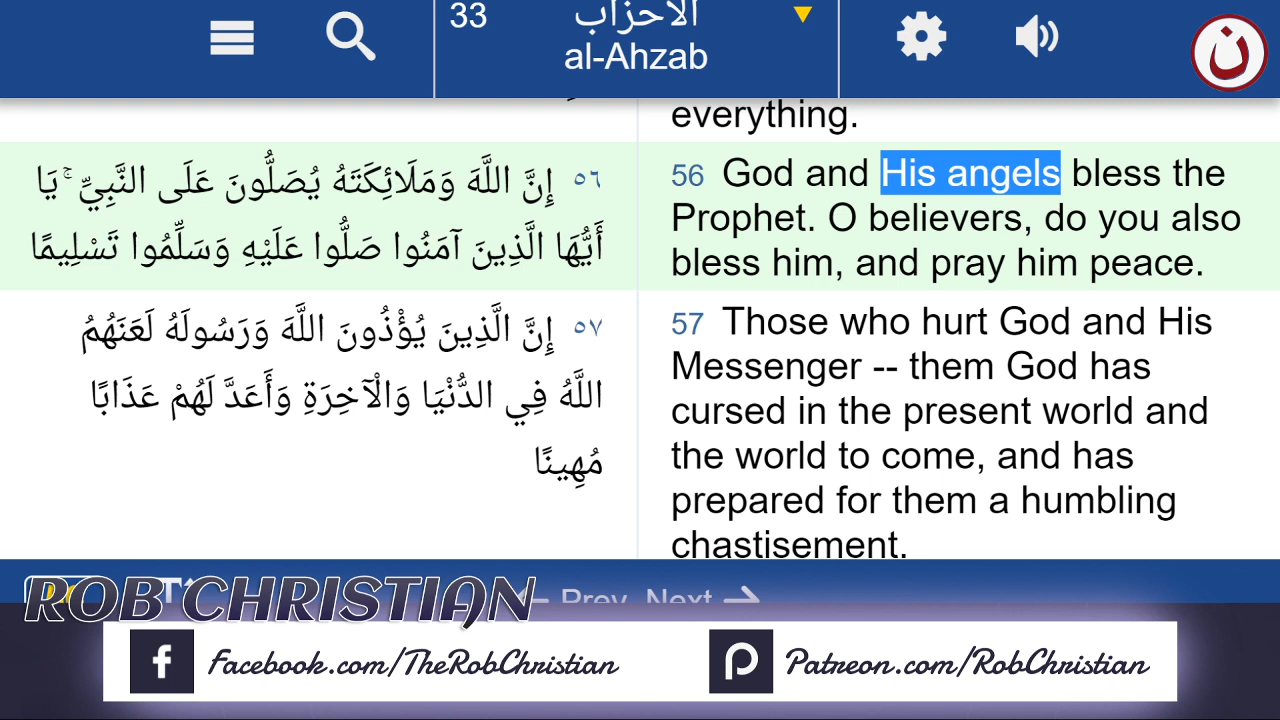 33
الأحزاب
al-Ahzab
ن
everything.
٥٦ إِنَّ اللَّهَ وَمَلَائِكَتَهُ يُصَلُّونَ عَلَى النَّبِيِّ ۚ يَا
أَيُّهَا الَّذِينَ آمَنُوا صَلُّوا عَلَيْهِ وَسَلِّمُوا تَسْلِيمًا
56 God and His angels bless the
Prophet. O believers, do you also
bless him, and pray him peace.
٥٧ إِنَّ الَّذِينَ يُؤْذُونَ اللَّهَ وَرَسُولَهُ لَعَنَهُمُ
اللَّهُ فِي الدُّنْيَا وَالْآخِرَةِ وَأَعَدَّ لَهُمْ عَذَابًا
مُهِينًا
57 Those who hurt God and His
Messenger -- them God has
cursed in the present world and
the world to come, and has
prepared for them a humbling
chastisement.
Prev Next
ROB CHRISTIAN
Facebook.com/TheRobChristian
Patreon.com/RobChristian